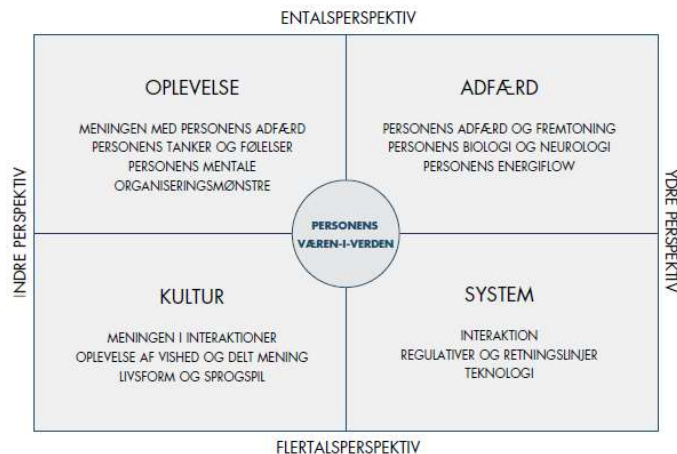 ENTALSPERSPEKTIV
OPLEVELSE
MENINGEN MED PERSONENS ADFÆRD
PERSONENS TANKER OG FØLELSER
PERSONENS MENTALE
ORGANISERINGSMØNSTRE
ADFÆRD
PERSONENS ADFÆRD OG FREMTONING
PERSONENS BIOLOGI OG NEUROLOGI
PERSONENS ENERGIFLOW
INDRE PERSPEKTIV
PERSONENS
VÆREN-I-VERDEN
YDRE PERSPEKTIV
KULTUR
MENINGEN I INTERAKTIONER
OPLEVELSE AF VISHED OG DELT MENING
LIVSFORM OG SPROGSPIL
SYSTEM
INTERAKTION
REGULATIVER OG RETNINGSLINJER
TEKNOLOGI
FLERTALSPERSPEKTIV